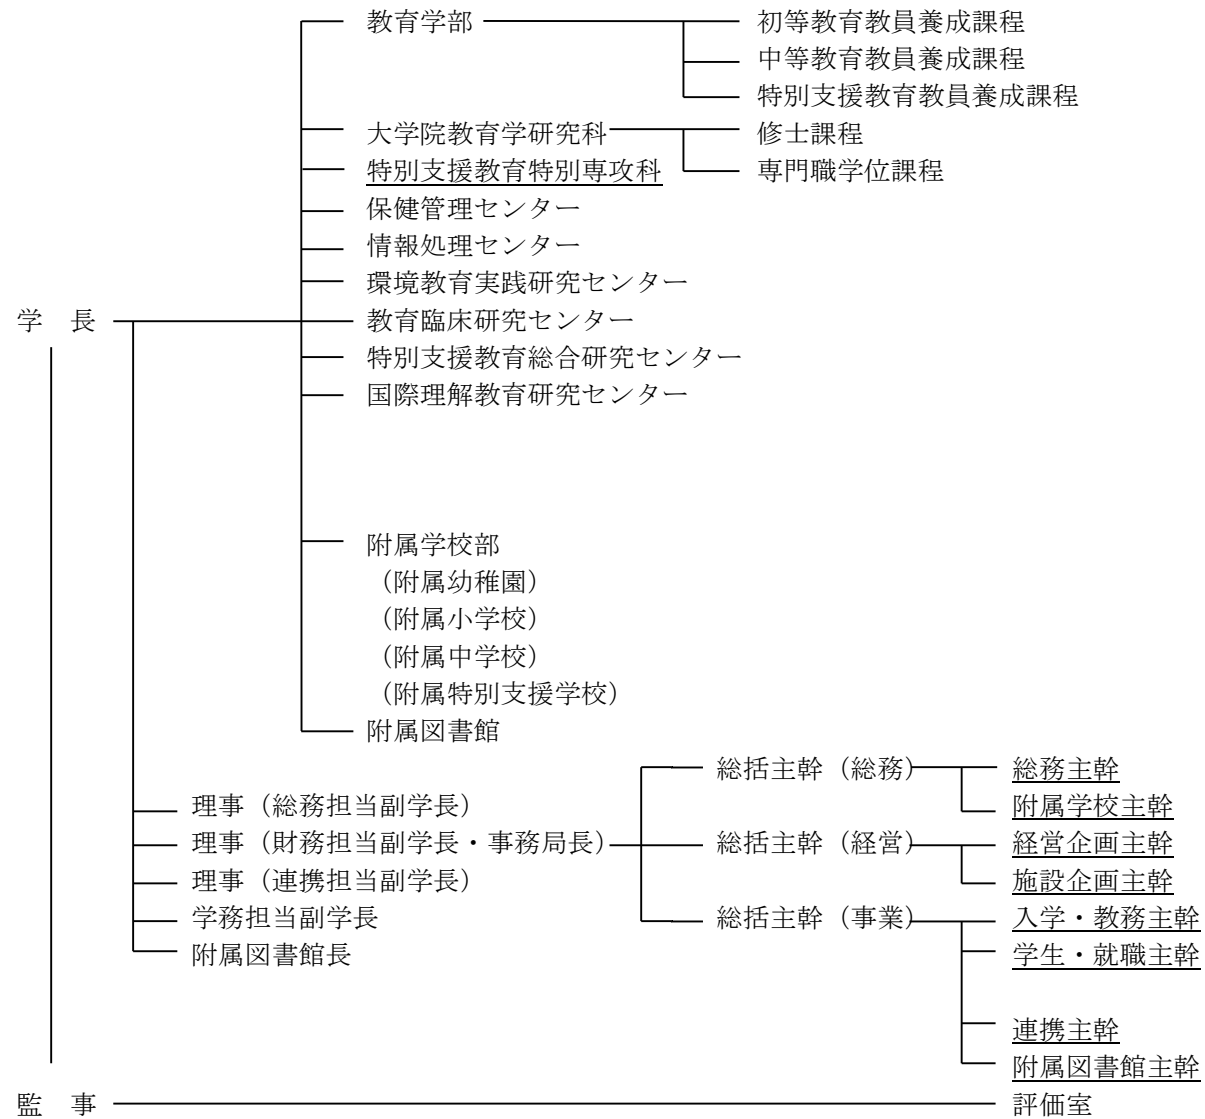 教育学部 初等教育教員養成課程
中等教育教員養成課程
特別支援教育教員養成課程
大学院教育学研究科 修士課程
特別支援教育特別専攻科 専門職学位課程
保健管理センター
情報処理センター
環境教育実践研究センター
学　長 教育臨床研究センター
特別支援教育総合研究センター
国際理解教育研究センター
附属学校部
（附属幼稚園）
（附属小学校）
（附属中学校）
（附属特別支援学校）
附属図書館
総括主幹（総務） 総務主幹
理事（総務担当副学長） 附属学校主幹
理事（財務担当副学長・事務局長） 総括主幹（経営） 経営企画主幹
理事（連携担当副学長） 施設企画主幹
学務担当副学長 総括主幹（事業） 入学・教務主幹
附属図書館長 学生・就職主幹
連携主幹
附属図書館主幹
監　事 評価室